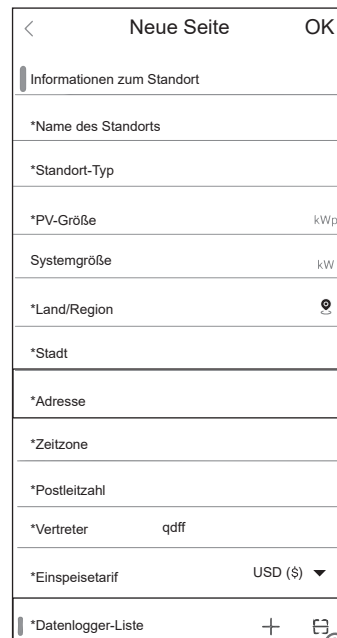 Neue Seite OK
Informationen zum Standort
*Name des Standorts
*Standort-Typ
*PV-Größe kWp
Systemgröße kW
*Land/Region
*Stadt
*Adresse
*Zeitzone
*Postleitzahl
*Vertreter qdff
*Einspeisetarif USD ($)
*Datenlogger-Liste